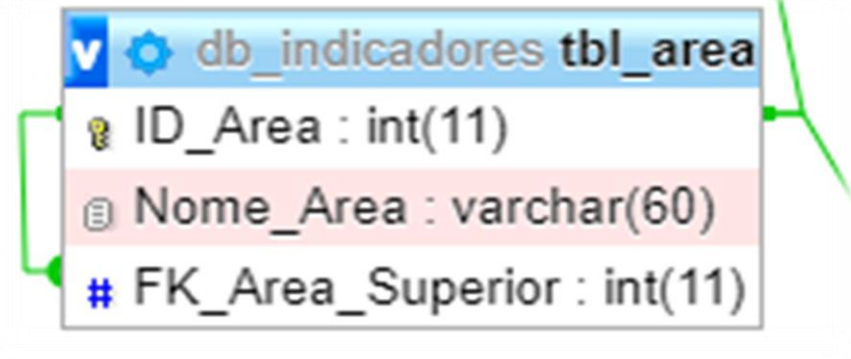 v db_indicadores tbl_area
ID_Area : int(11)
Nome_Area : varchar(60)
# FK_Area_Superior : int(11)